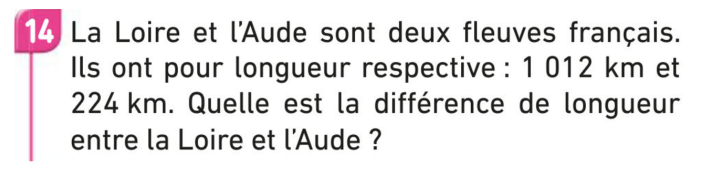 14 La Loire et l'Aude sont deux fleuves français.
Ils ont pour longueur respective : 1 012 km et
224 km. Quelle est la différence de longueur
entre la Loire et l'Aude ?